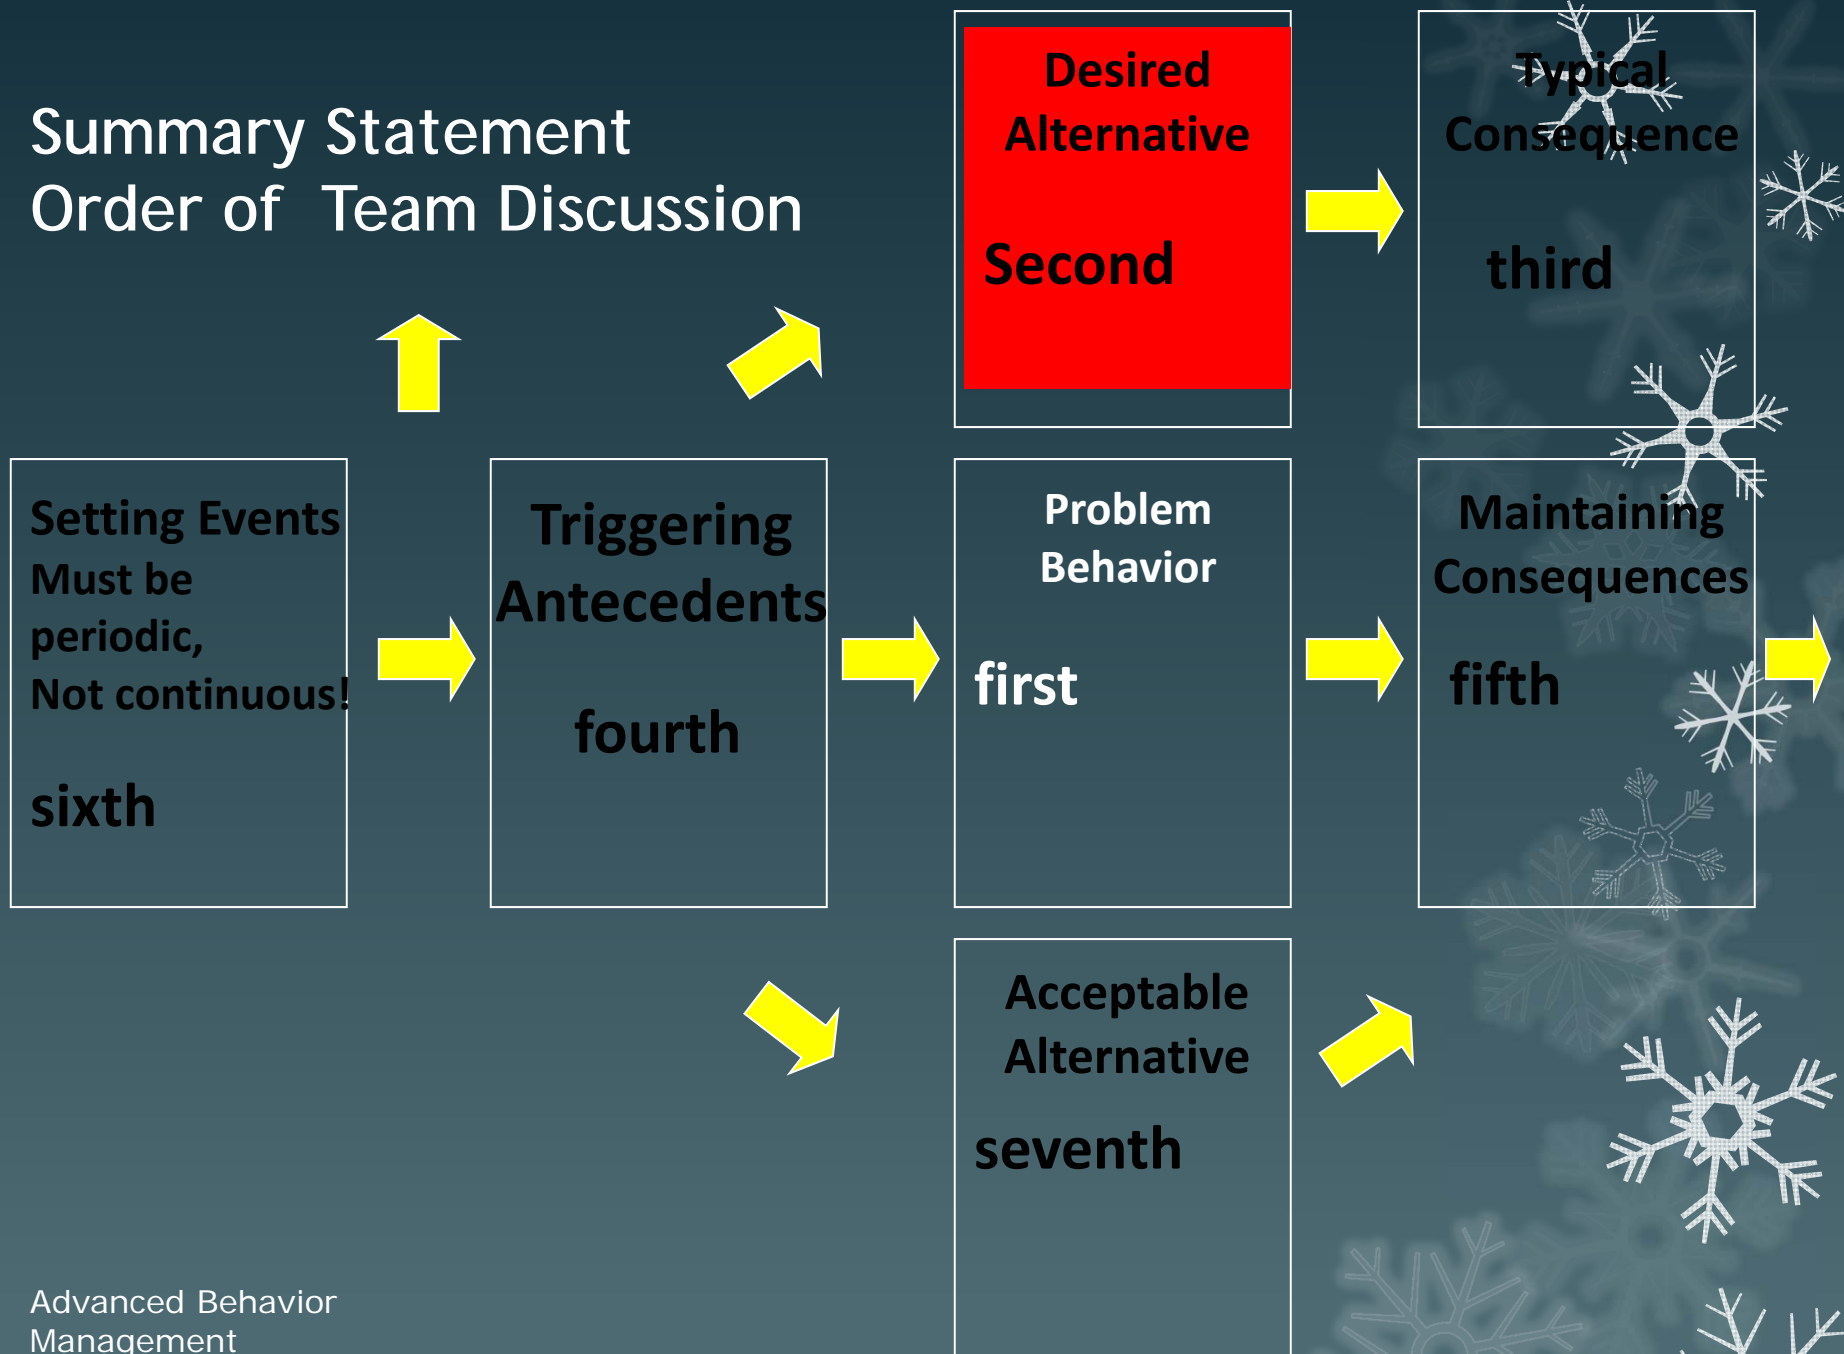 Summary Statement
Order of Team Discussion
Desired
Alternative
Second
Typical
Consequence
third
Setting Events
Must be
periodic,
Not continuous!
sixth
Triggering
Antecedents
fourth
Problem
Behavior
first
Maintaining
Consequences
fifth
Acceptable
Alternative
seventh
Advanced Behavior
Management